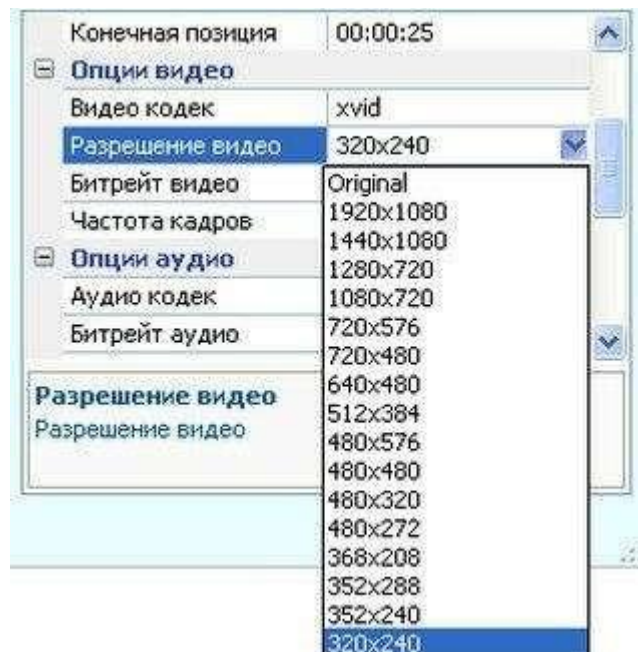 Конечная позиция 00:00:25
Опции видео
Видео кодек xvid
Разрешение видео 320x240
Битрейт видео
Частота кадров
Опции аудио
Аудио кодек
Битрейт аудио
Original
1920x1080
1440x1080
1280x720
1080x720
720x576
720x480
640x480
512x384
480x576
480x480
480x320
480x272
368x208
352x288
352x240
320x240
Разрешение видео
Разрешение видео